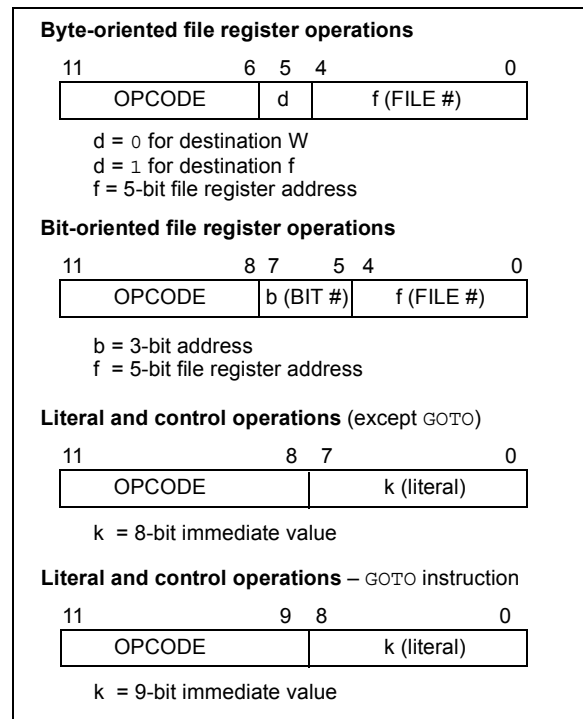 Byte-oriented file register operations
11 6 5 4 0
OPCODE d f (FILE #)
d = 0 for destination W
d = 1 for destination f
f = 5-bit file register address
Bit-oriented file register operations
11 8 7 5 4 0
OPCODE b (BIT #) f (FILE #)
b = 3-bit address
f = 5-bit file register address
Literal and control operations (except GOTO)
11 8 7 0
OPCODE k (literal)
k = 8-bit immediate value
Literal and control operations – GOTO instruction
11 9 8 0
OPCODE k (literal)
k = 9-bit immediate value